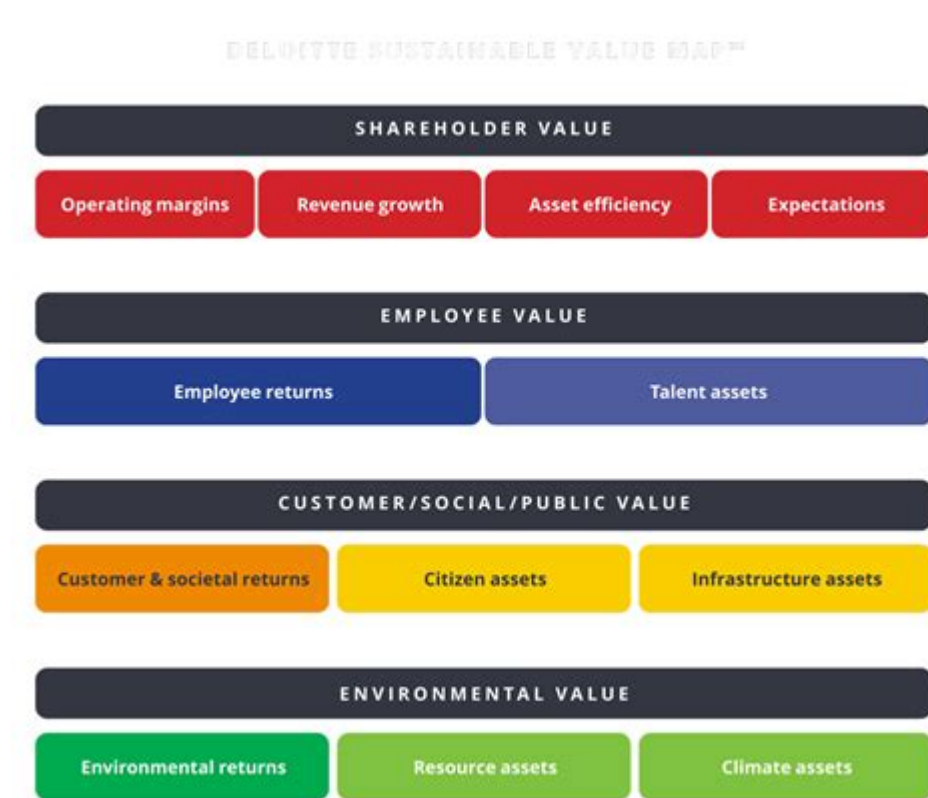 DELOITTE SUSTAINABLE VALUE MAP™
SHAREHOLDER VALUE
Operating margins Revenue growth Asset efficiency Expectations
EMPLOYEE VALUE
Employee returns Talent assets
CUSTOMER/SOCIAL/PUBLIC VALUE
Customer & societal returns Citizen assets Infrastructure assets
ENVIRONMENTAL VALUE
Environmental returns Resource assets Climate assets